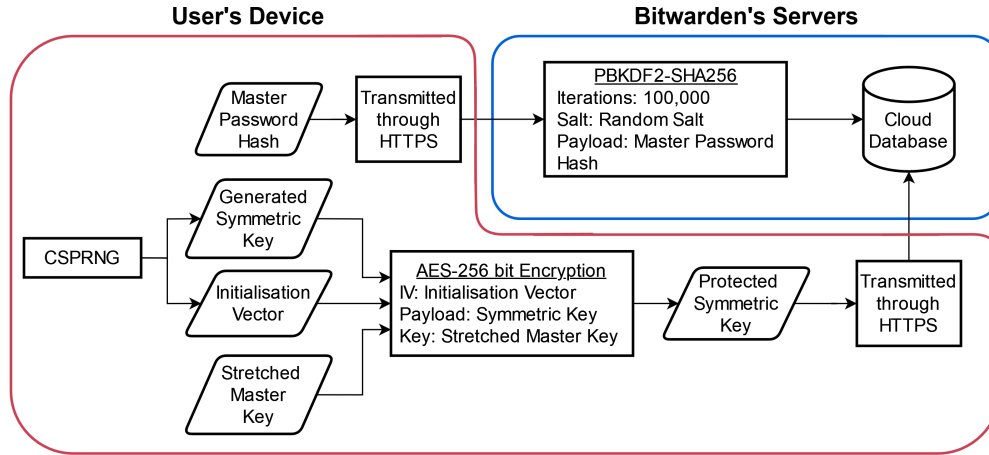 User's Device
Bitwarden's Servers
Master
Password
Hash
Transmitted
through
HTTPS
PBKDF2-SHA256
Iterations: 100,000
Salt: Random Salt
Payload: Master Password
Hash
Cloud
Database
Generated
Symmetric
Key
CSPRNG
Initialisation
Vector
AES-256 bit Encryption
IV: Initialisation Vector
Payload: Symmetric Key
Key: Stretched Master Key
Protected
Symmetric
Key
Transmitted
through
HTTPS
Stretched
Master
Key